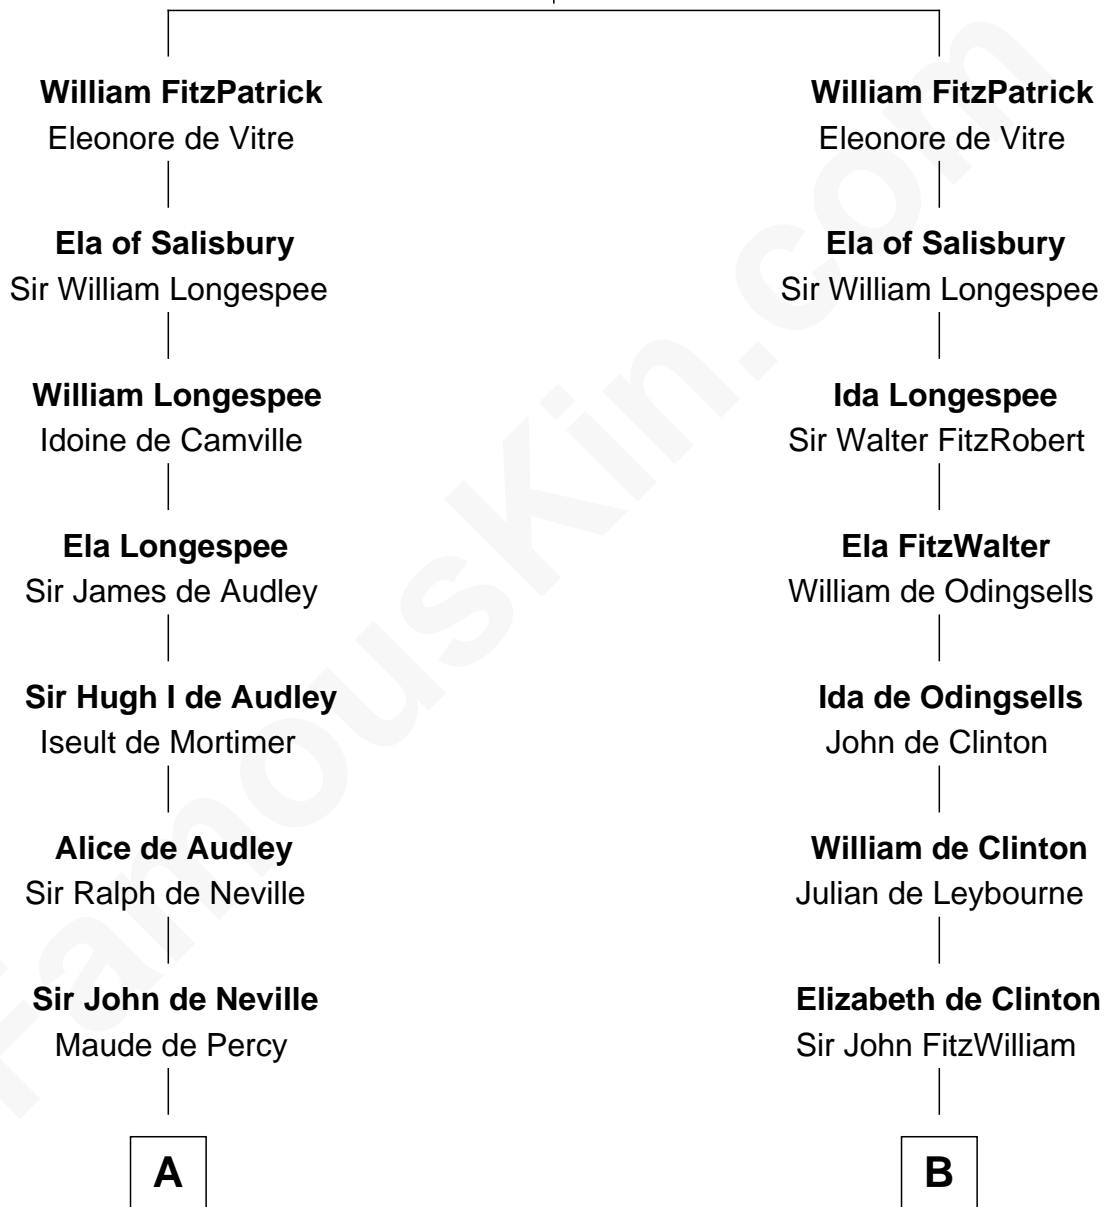 William FitzPatrick
Eleonore de Vitre
Ela of Salisbury
Sir William Longespee
William Longespee
Idoine de Camville
Ela Longespee
Sir James de Audley
Sir Hugh I de Audley
Iseult de Mortimer
Alice de Audley
Sir Ralph de Neville
Sir John de Neville
Maude de Percy
A
William FitzPatrick
Eleonore de Vitre
Ela of Salisbury
Sir William Longespee
Ida Longespee
Sir Walter FitzRobert
Ela FitzWalter
William de Odingsells
Ida de Odingsells
John de Clinton
William de Clinton
Julian de Leybourne
Elizabeth de Clinton
Sir John FitzWilliam
B
FamousKin.com